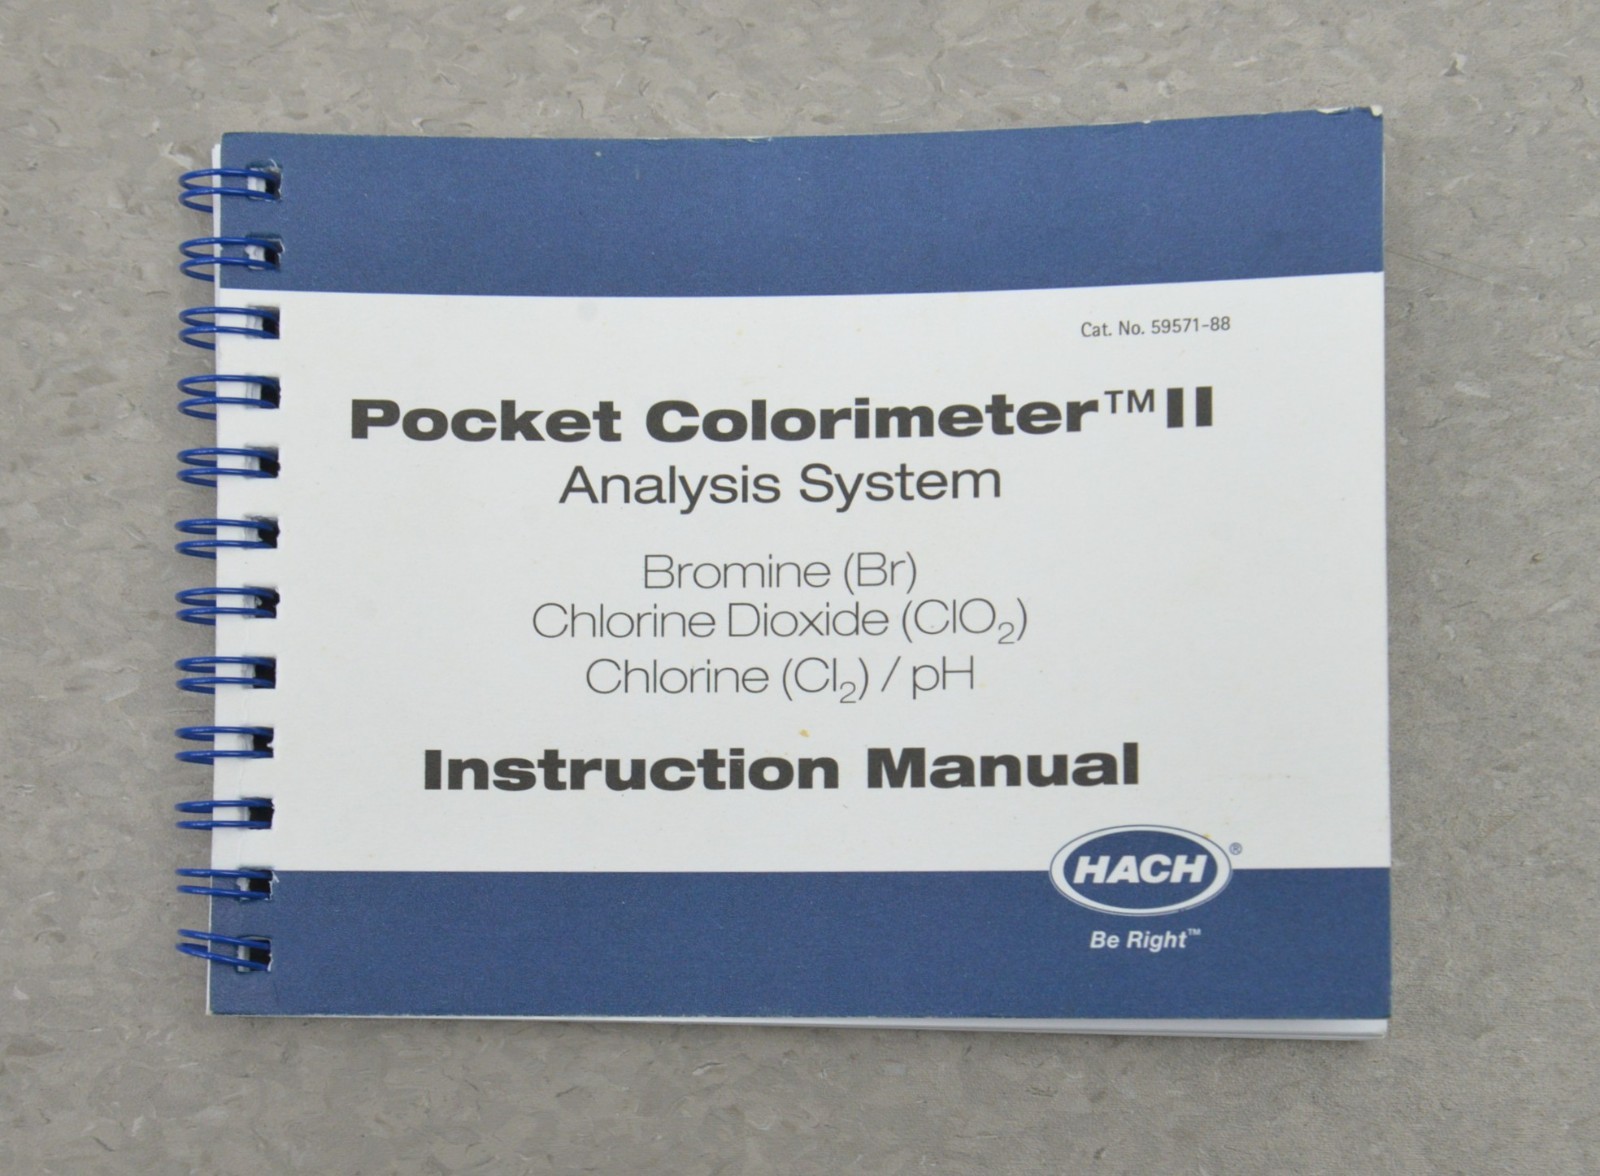 Cat. No. 59571-88
Pocket Colorimeter™ II
Analysis System
Bromine (Br)
Chlorine Dioxide (ClO₂)
Chlorine (Cl₂) / pH
Instruction Manual
HACH®
Be Right™